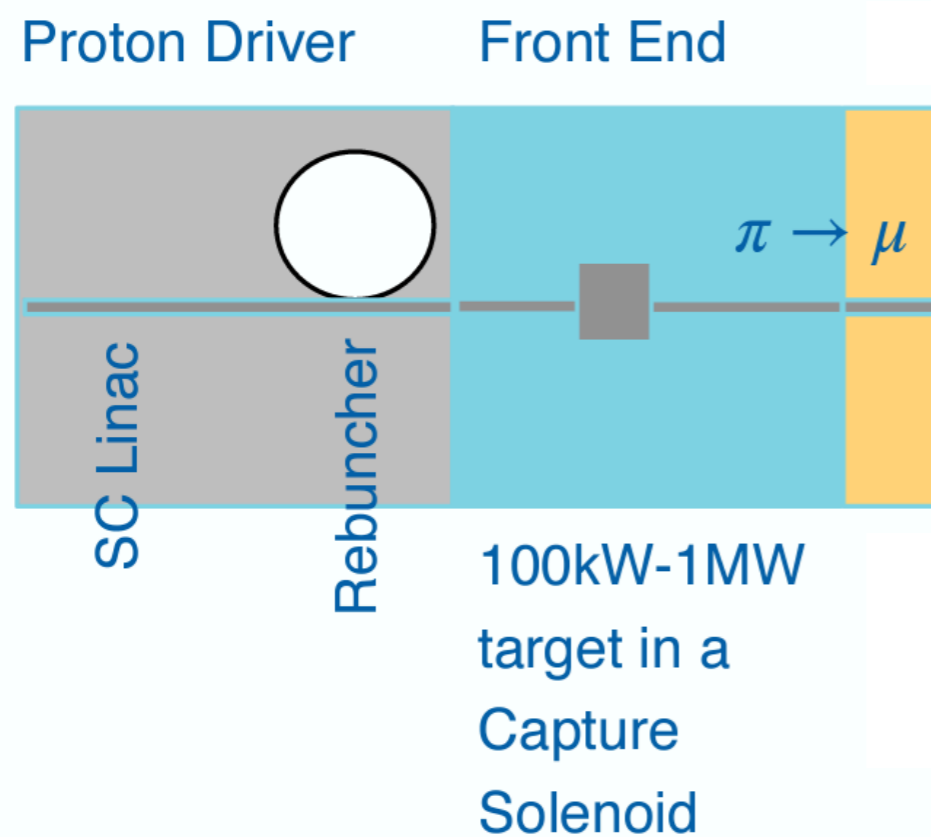 Proton Driver
Front End
π → μ
SC Linac
Rebuncher
100kW-1MW
target in a
Capture
Solenoid